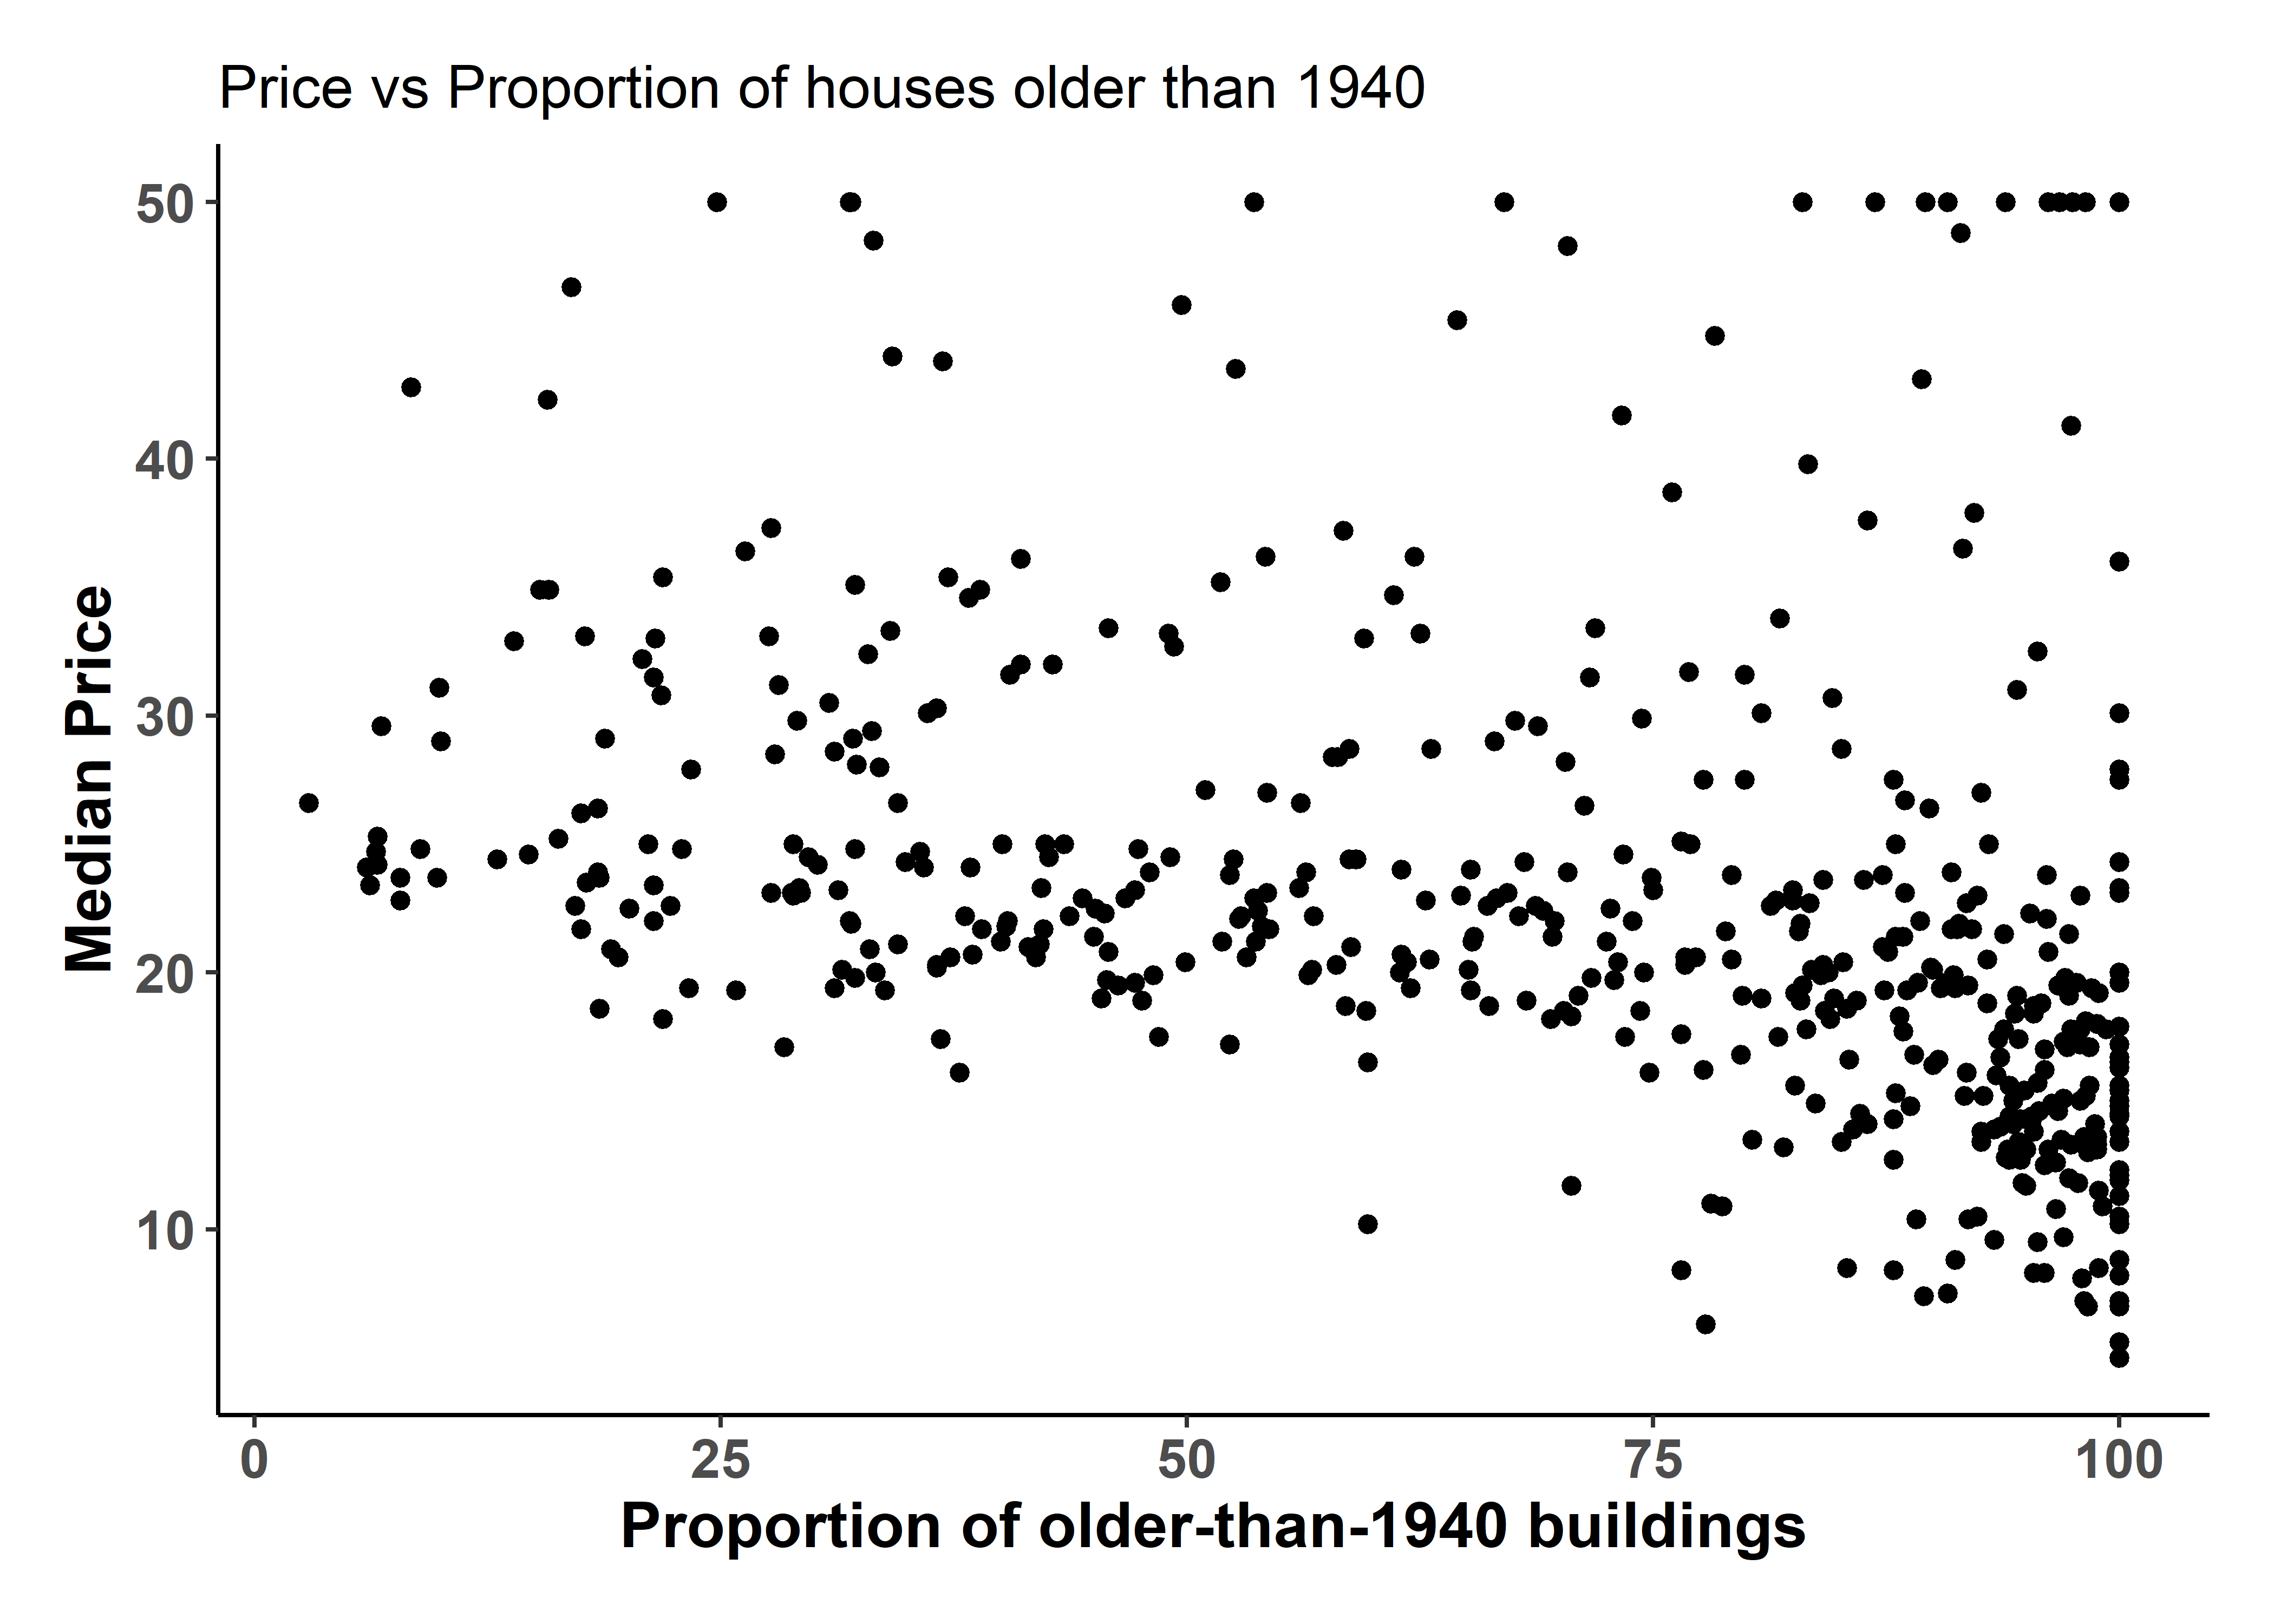 Price vs Proportion of houses older than 1940
50
40
30
20
10
Median Price
0 25 50 75 100
Proportion of older-than-1940 buildings